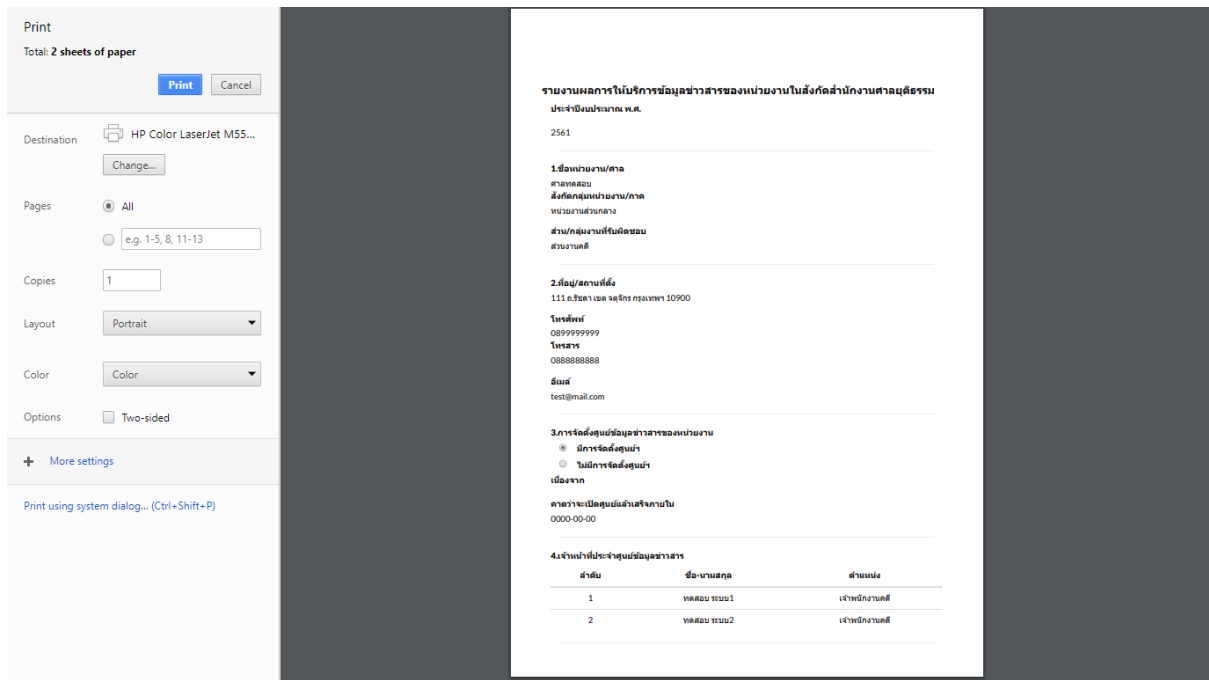 Print
Total: 2 sheets of paper
Print Cancel
Destination HP Color LaserJet M55...
Change...
Pages All
e.g. 1-5, 8, 11-13
Copies 1
Layout Portrait
Color Color
Options Two-sided
More settings
Print using system dialog... (Ctrl+Shift+P)
รายงานผลการให้บริการข้อมูลข่าวสารของหน่วยงานในสังกัดสำนักงานศาลยุติธรรม
ประจำปีงบประมาณ พ.ศ.
2561
1.ชื่อหน่วยงาน/ศาล
ศาลทดสอบ
สังกัดกลุ่มหน่วยงาน/ภาค
หน่วยงานส่วนกลาง
ส่วน/กลุ่มงานที่รับผิดชอบ
ส่วนงานคดี
2.ที่อยู่/สถานที่ตั้ง
111 ถ.รัชดา เขต จตุจักร กรุงเทพฯ 10900
โทรศัพท์
0899999999
โทรสาร
0888888888
อีเมล์
test@mail.com
3.การจัดตั้งศูนย์ข้อมูลข่าวสารของหน่วยงาน
มีการจัดตั้งศูนย์ฯ
ไม่มีการจัดตั้งศูนย์ฯ
เนื่องจาก
คาดว่าจะเปิดศูนย์แล้วเสร็จภายใน
0000-00-00
4.เจ้าหน้าที่ประจำศูนย์ข้อมูลข่าวสาร
ลำดับ ชื่อ-นามสกุล ตำแหน่ง
1 ทดสอบ ระบบ1 เจ้าพนักงานคดี
2 ทดสอบ ระบบ2 เจ้าพนักงานคดี